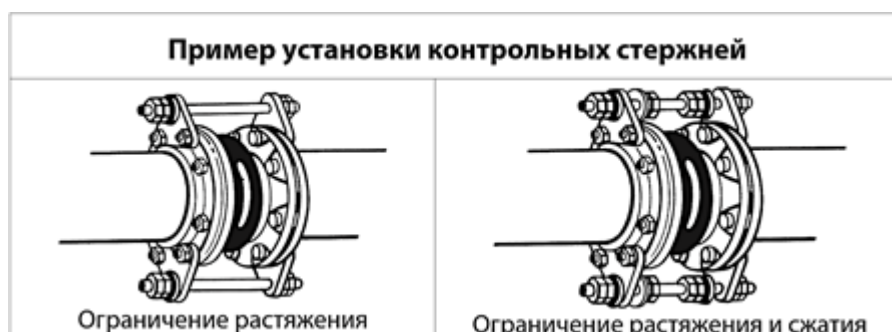 Пример установки контрольных стержней
Ограничение растяжения
Ограничение растяжения и сжатия